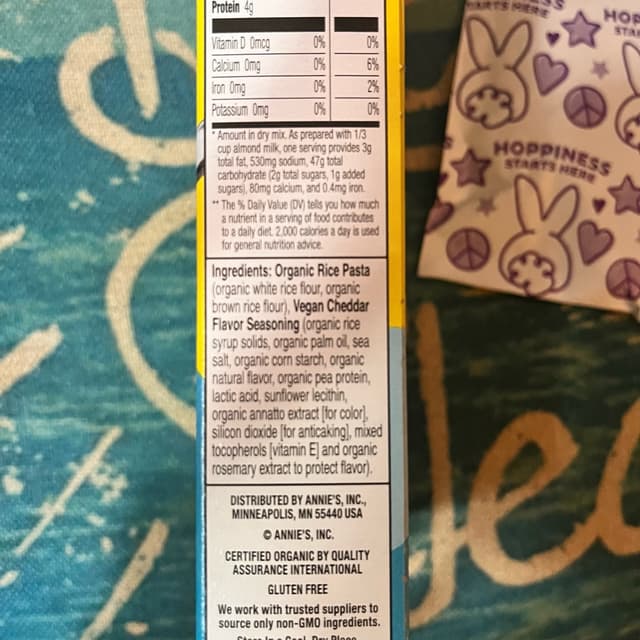 Protein 4g
Vitamin D 0mcg 0% 0%
Calcium 0mg 0% 6%
Iron 0mg 0% 2%
Potassium 0mg 0% 0%
* Amount in dry mix. As prepared with 1/3
cup almond milk, one serving provides 3g
total fat, 530mg sodium, 47g total
carbohydrate (2g total sugars, 1g added
sugars), 80mg calcium, and 0.4mg iron.
** The % Daily Value (DV) tells you how much
a nutrient in a serving of food contributes
to a daily diet. 2,000 calories a day is used
for general nutrition advice.
Ingredients: Organic Rice Pasta
(organic white rice flour, organic
brown rice flour), Vegan Cheddar
Flavor Seasoning (organic rice
syrup solids, organic palm oil, sea
salt, organic corn starch, organic
natural flavor, organic pea protein,
lactic acid, sunflower lecithin,
organic annatto extract [for color],
silicon dioxide [for anticaking], mixed
tocopherols [vitamin E] and organic
rosemary extract to protect flavor).
DISTRIBUTED BY ANNIE'S, INC.,
MINNEAPOLIS, MN 55440 USA
© ANNIE'S, INC.
CERTIFIED ORGANIC BY QUALITY
ASSURANCE INTERNATIONAL
GLUTEN FREE
We work with trusted suppliers to
source only non-GMO ingredients.
Store In a Cool, Dry Place
STARTS HERE
HOPPINESS
STARTS HERE